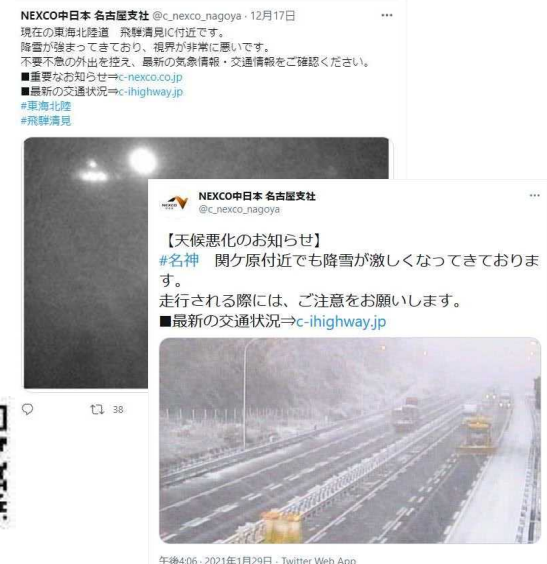 NEXCO中日本 名古屋支社 @c_nexco_nagoya · 12月17日
現在の東海北陸道　飛騨清見IC付近です。
降雪が強まってきており、視界が非常に悪いです。
不要不急の外出を控え、最新の気象情報・交通情報をご確認ください。
■重要なお知らせ⇒c-nexco.co.jp
■最新の交通状況⇒c-ihighway.jp
#東海北陸
#飛騨清見
38
NEXCO
NEXCO中日本 名古屋支社
@c_nexco_nagoya
【天候悪化のお知らせ】
#名神　関ケ原付近でも降雪が激しくなってきておりま
す。
走行される際には、ご注意をお願いします。
■最新の交通状況⇒c-ihighway.jp
午後4:06 · 2021年1月29日 · Twitter Web App